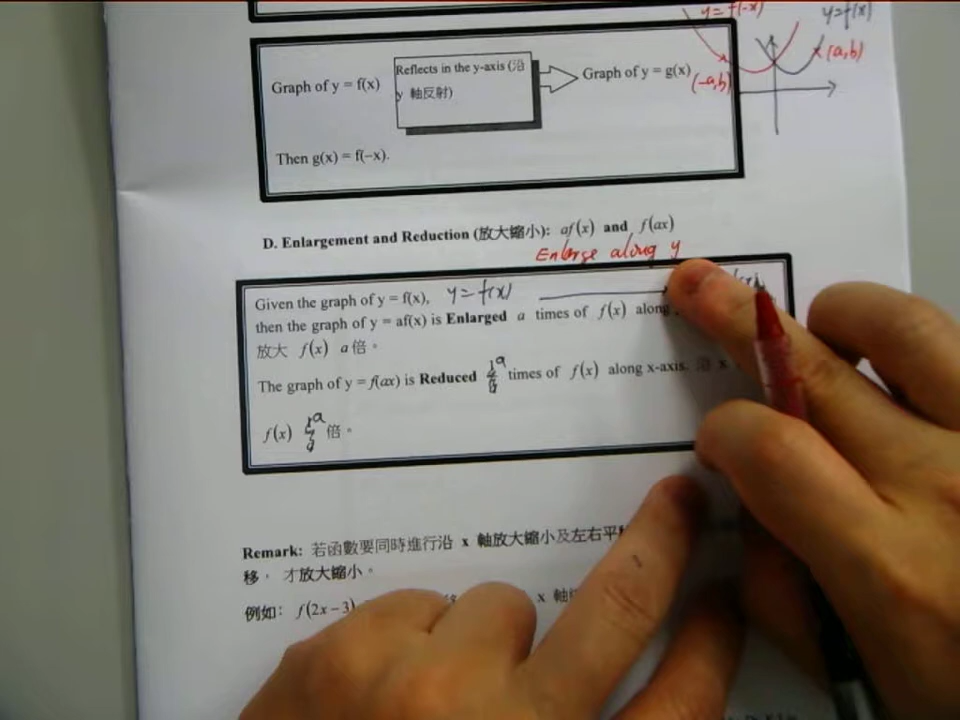 y=f(-x) y=f(x)
Graph of y = f(x) Reflects in the y-axis (沿 y 軸反射) Graph of y = g(x) (-a,b) (a,b)
Then g(x) = f(−x).
D. Enlargement and Reduction (放大縮小): af(x) and f(ax)
Enlarge along y
Given the graph of y = f(x), y=f(x)
then the graph of y = af(x) is Enlarged a times of f(x) along
放大 f(x) a倍。
The graph of y = f(ax) is Reduced a times of f(x) along x-axis. 沿 x
f(x) a 倍。
Remark: 若函數要同時進行沿 x 軸放大縮小及左右平
移，才放大縮小。
例如: f(2x−3) x 軸